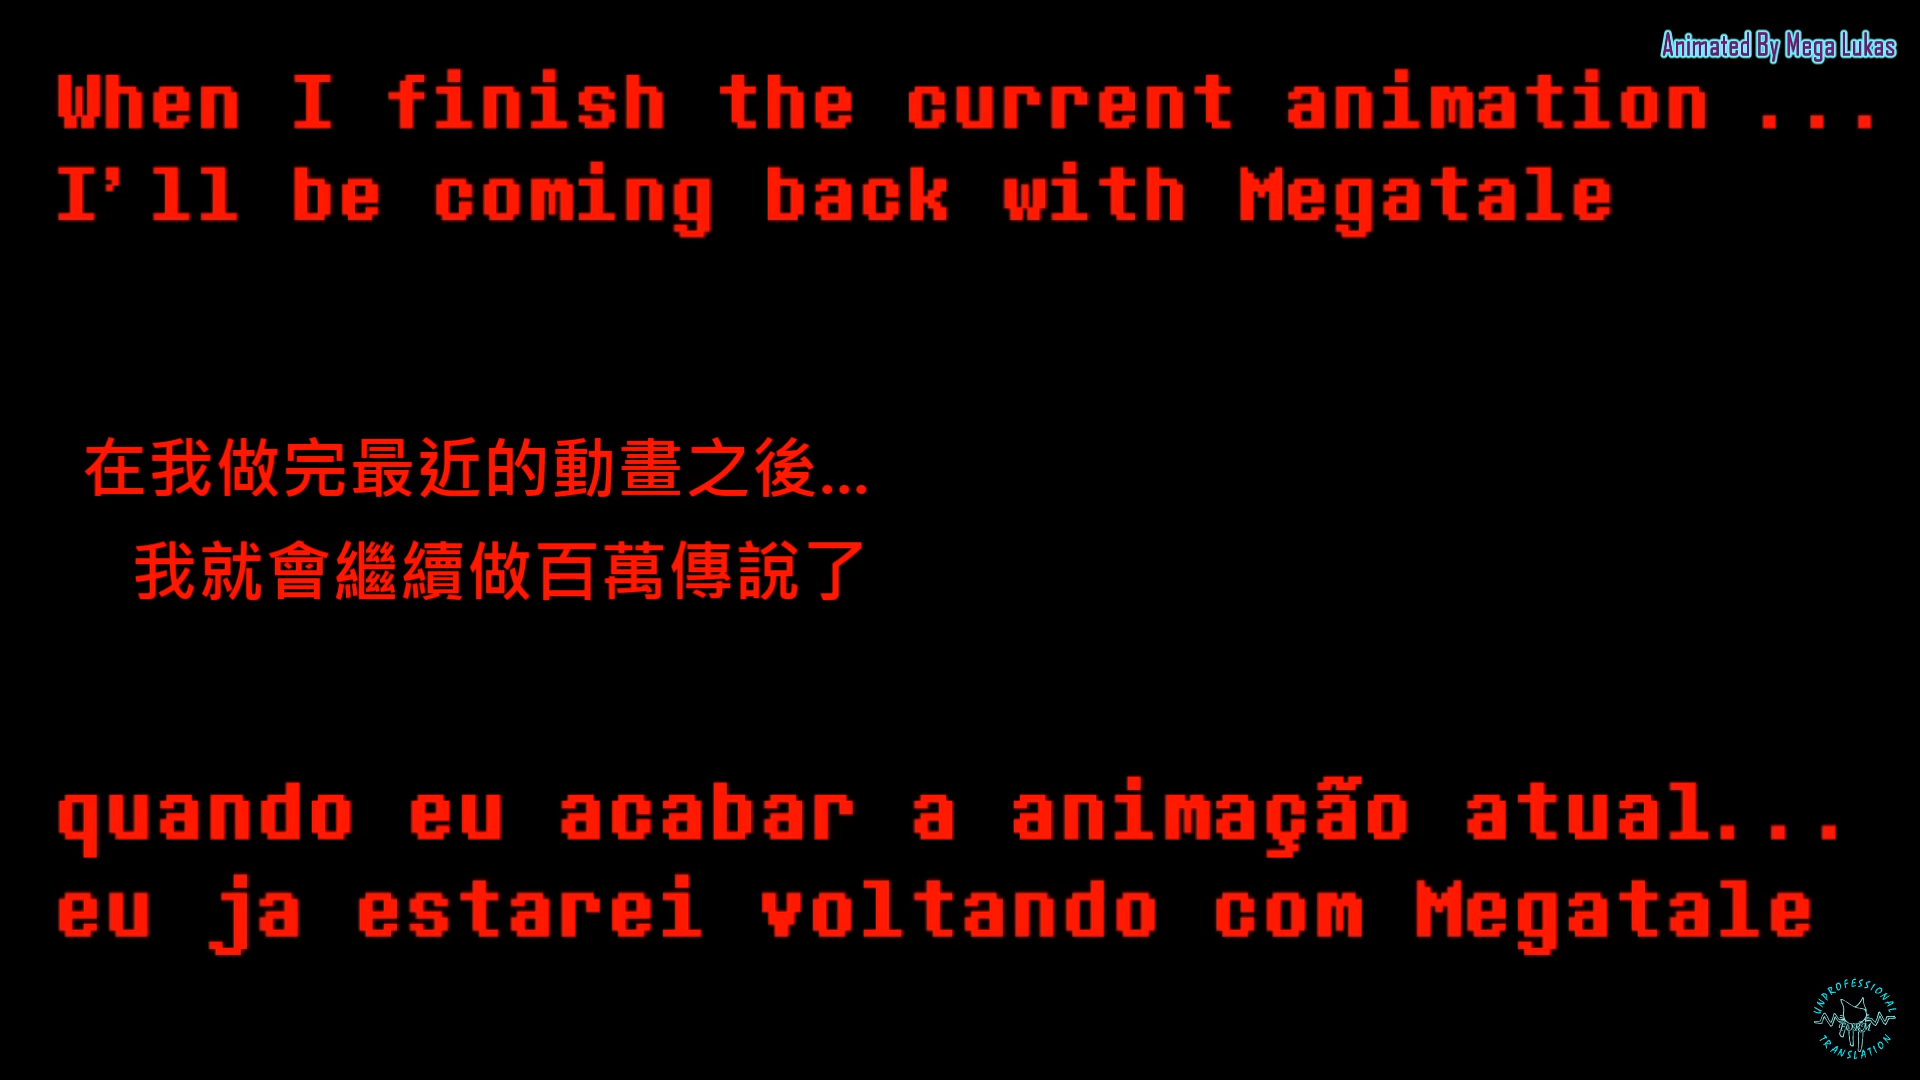 Animated By Mega Lukas
When I finish the current animation ...
I'll be coming back with Megatale
在我做完最近的動畫之後...
我就會繼續做百萬傳說了
quando eu acabar a animação atual...
eu ja estarei voltando com Megatale
UNPROFESSIONAL
TRANSLATION